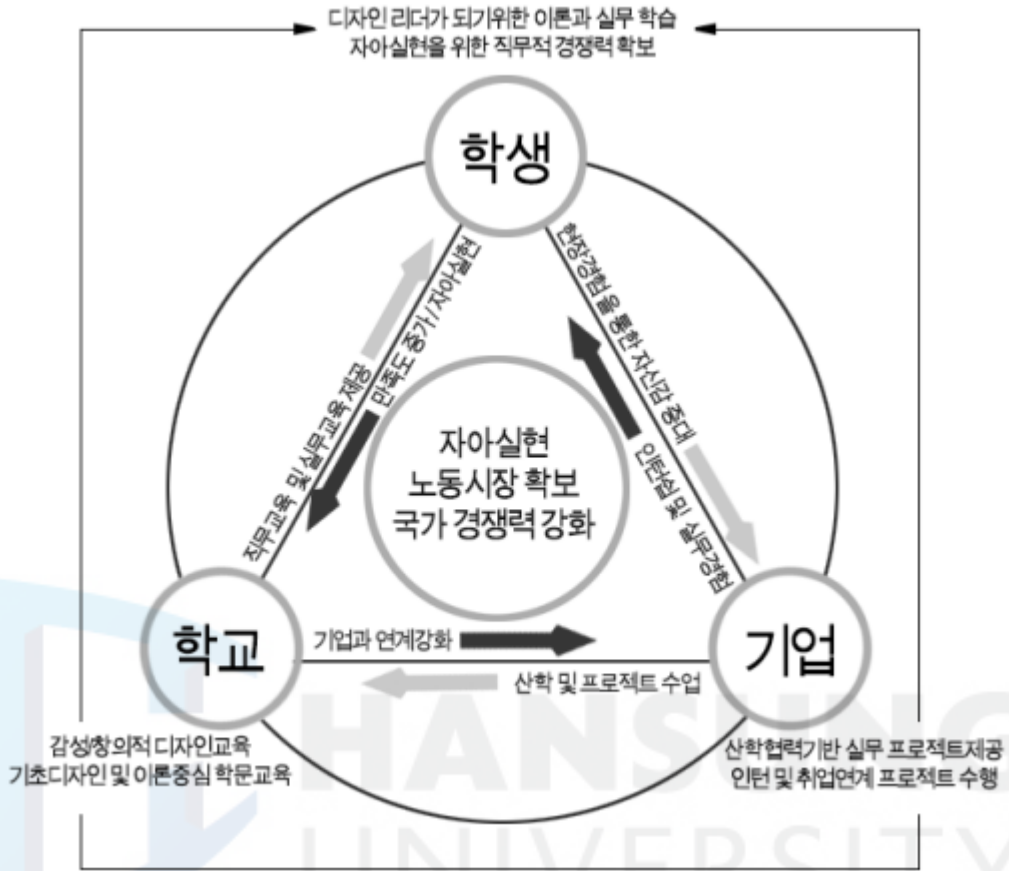 디자인 리더가 되기위한 이론과 실무 학습
자아실현을 위한 직무적 경쟁력 확보
학생
직무교육 및 실무교육 제공
만족도 증가 / 자아실현
현장경험을 통한 자신감 증대
인턴쉽 및 실무경험
자아실현
노동시장 확보
국가 경쟁력 강화
학교
기업과 연계강화
산학 및 프로젝트 수업
기업
감성/창의적 디자인교육
기초디자인 및 이론중심 학문교육
산학협력기반 실무 프로젝트제공
인턴 및 취업연계 프로젝트 수행
HANSUNG
UNIVERSITY